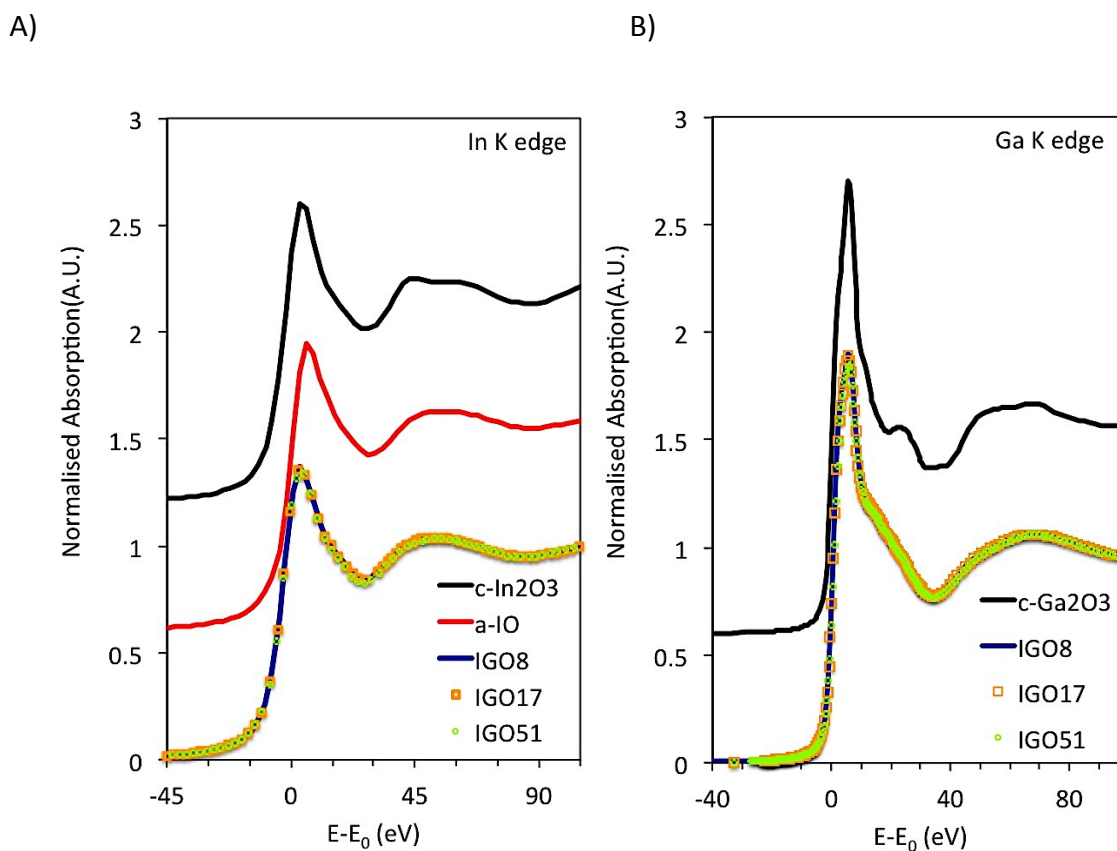 A)
B)
In K edge
Normalised Absorption(A.U.)
3
2.5
2
1.5
1
0.5
0
-45
0
45
90
E-E0 (eV)
c-In2O3
a-IO
IGO8
IGO17
IGO51
Ga K edge
Normalised Absorption(A.U.)
3
2.5
2
1.5
1
0.5
0
-40
0
40
80
E-E0 (eV)
c-Ga2O3
IGO8
IGO17
IGO51